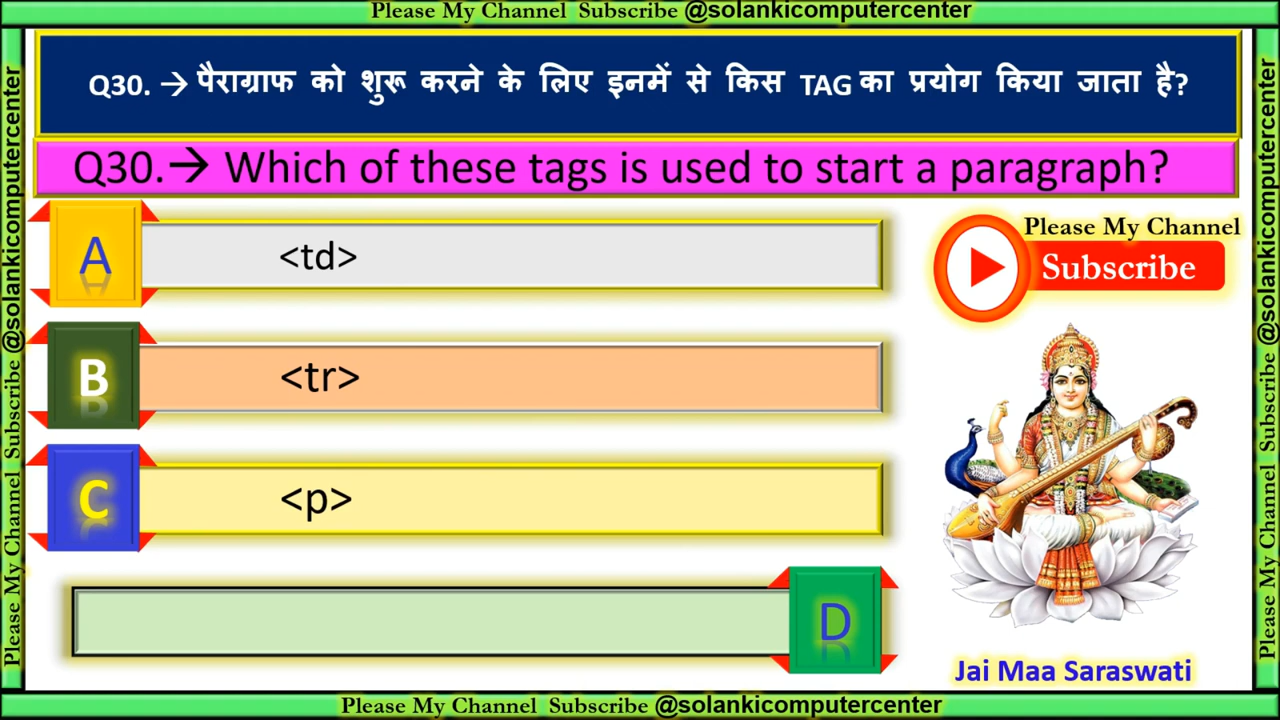 Please My Channel Subscribe @solankicomputercenter
Q30. → पैराग्राफ को शुरू करने के लिए इनमें से किस TAG का प्रयोग किया जाता है?
Q30.→ Which of these tags is used to start a paragraph?
A <td>
B <tr>
C <p>
D
Please My Channel
Subscribe
Jai Maa Saraswati
Please My Channel Subscribe @solankicomputercenter
Please My Channel Subscribe @solankicomputercenter
Please My Channel Subscribe @solankicomputercenter